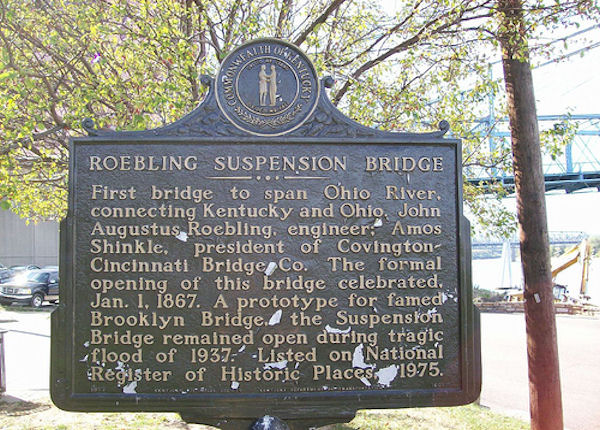 COMMONWEALTH OF KENTUCKY
ROEBLING SUSPENSION BRIDGE
First bridge to span Ohio River,
connecting Kentucky and Ohio. John
Augustus Roebling, engineer; Amos
Shinkle, president of Covington-
Cincinnati Bridge Co. The formal
opening of this bridge celebrated,
Jan. 1, 1867. A prototype for famed
Brooklyn Bridge, the Suspension
Bridge remained open during tragic
flood of 1937. Listed on National
Register of Historic Places, 1975.